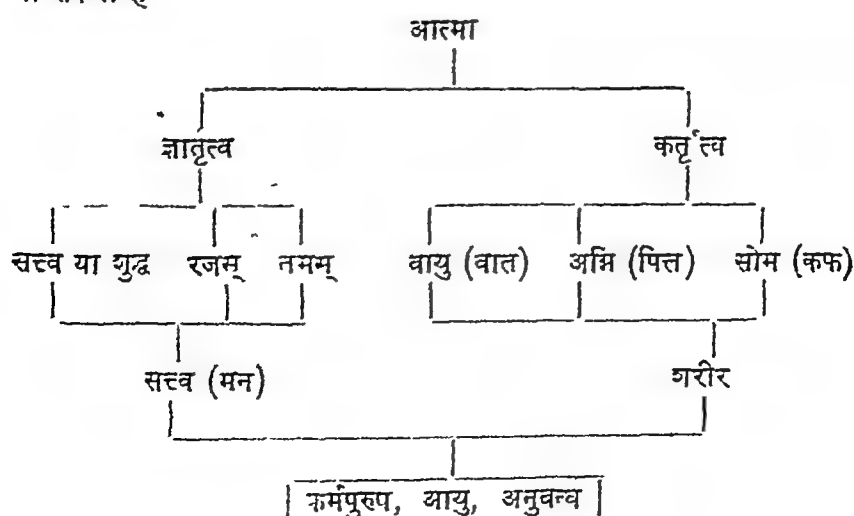 आत्मा
ज्ञातृत्व कर्तृत्व
सत्त्व या शुद्ध रजस् तमस् वायु (वात) अग्नि (पित्त) सोम (कफ)
सत्त्व (मन) शरीर
कर्मपुरुष, आयु, अनुबन्ध